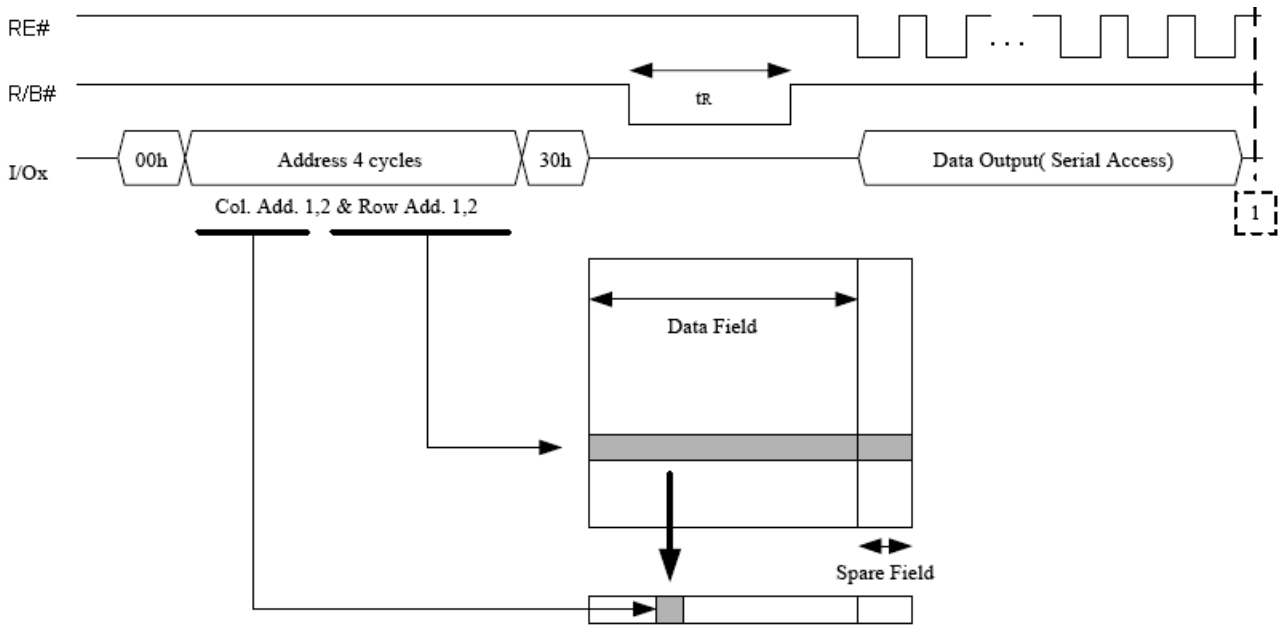 RE#
. . .
R/B#
tR
I/Ox
00h
Address 4 cycles
30h
Data Output( Serial Access)
Col. Add. 1,2 & Row Add. 1,2
1
Data Field
Spare Field